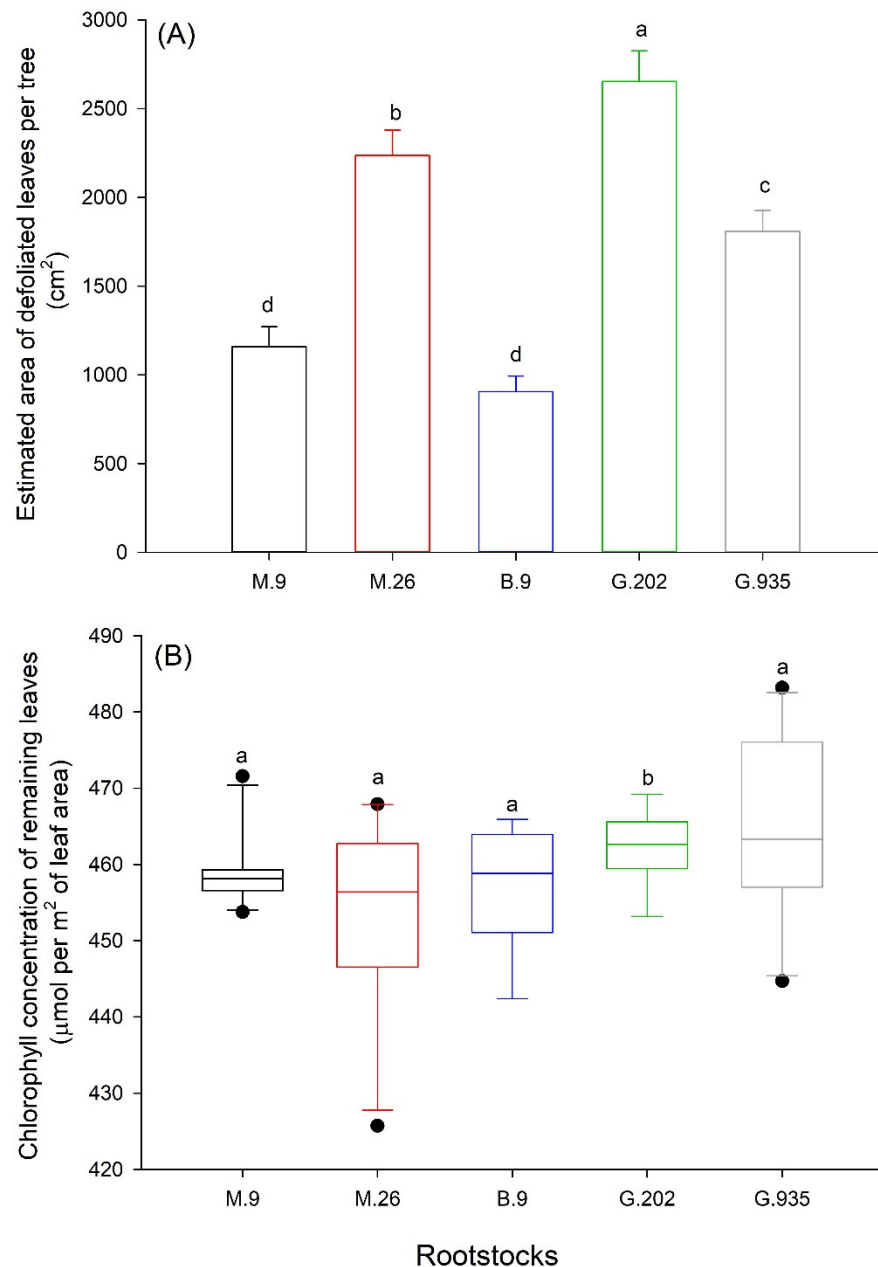 (A)
Estimated area of defoliated leaves per tree
(cm²)
3000
2500
2000
1500
1000
500
0
d
b
d
a
c
M.9 M.26 B.9 G.202 G.935
(B)
Chlorophyll concentration of remaining leaves
(μmol per m² of leaf area)
490
480
470
460
450
440
430
420
a
a
a
b
a
M.9 M.26 B.9 G.202 G.935
Rootstocks